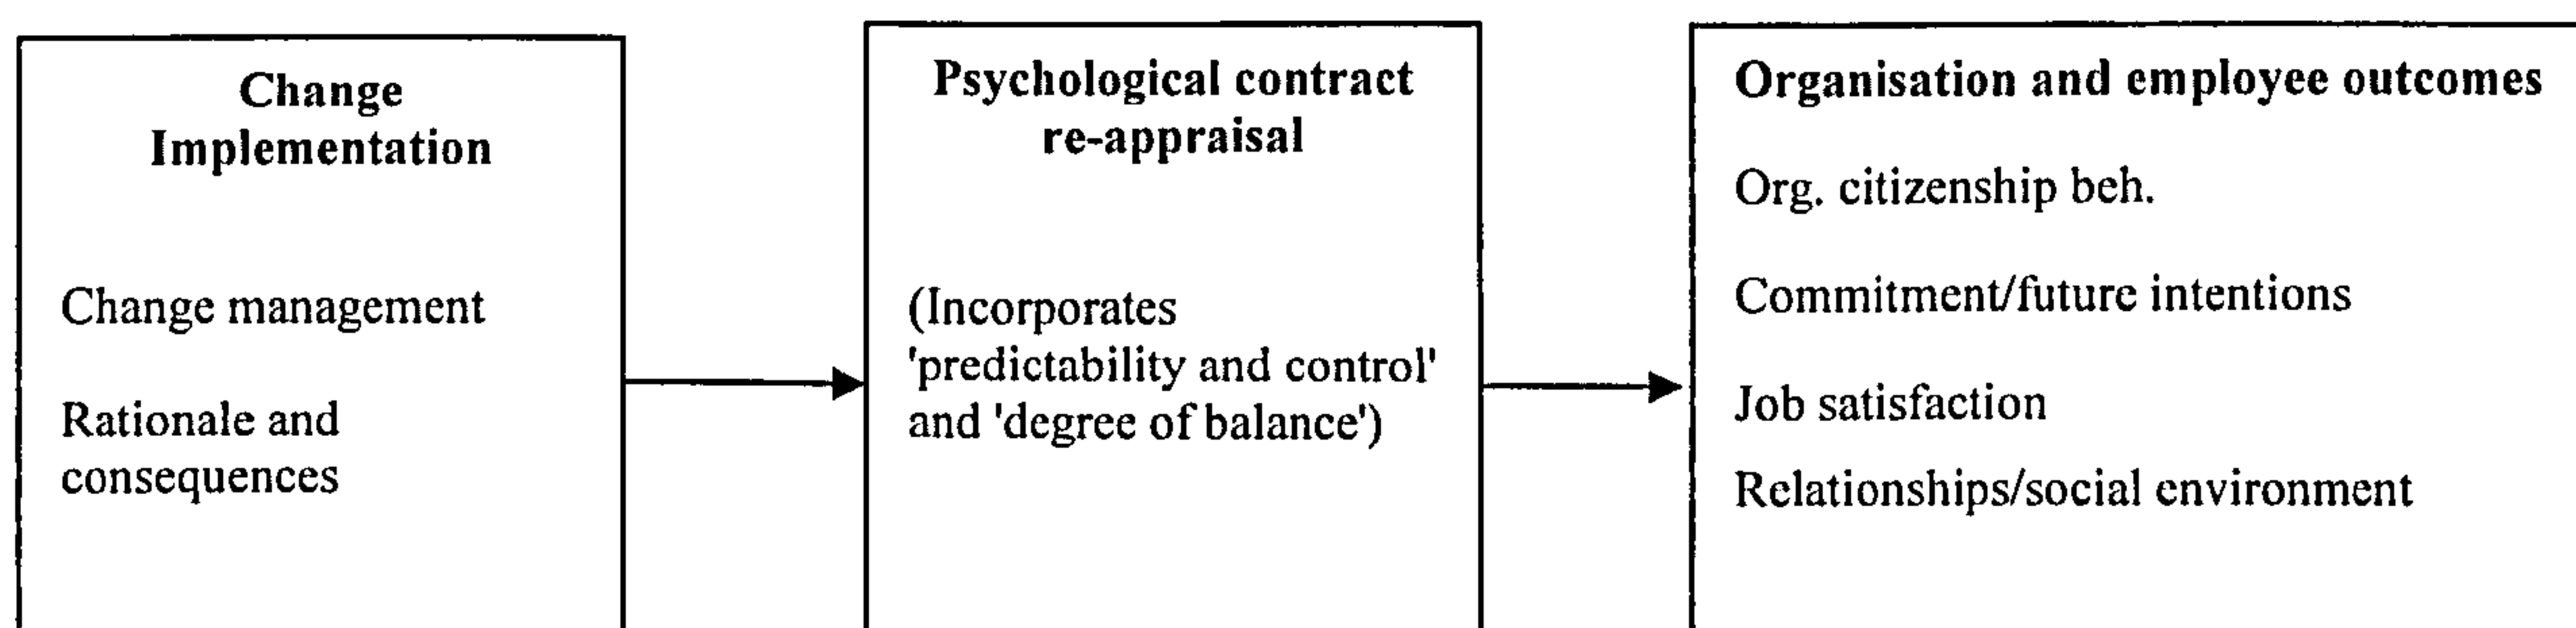 Change
Implementation
Change management
Rationale and
consequences
Psychological contract
re-appraisal
(Incorporates
'predictability and control'
and 'degree of balance')
Organisation and employee outcomes
Org. citizenship beh.
Commitment/future intentions
Job satisfaction
Relationships/social environment